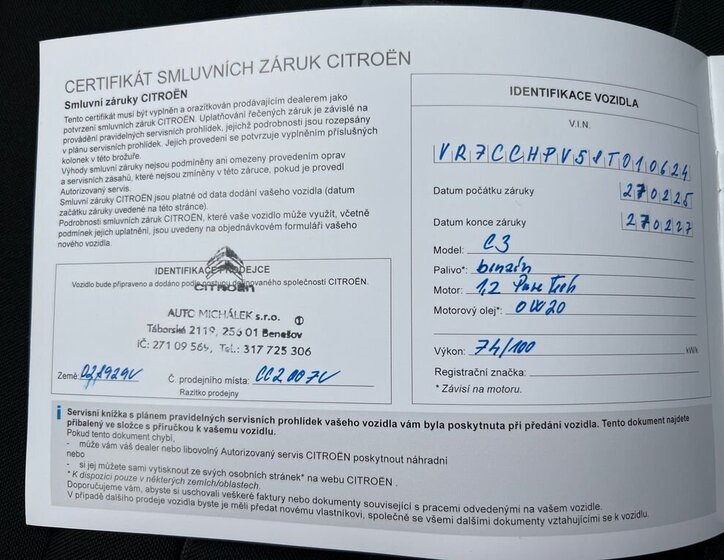 CERTIFIKÁT SMLUVNÍCH ZÁRUK CITROËN
Smluvní záruky CITROËN
Tento certifikát musí být vyplněn a orazítkován prodávajícím dealerem jako
potvrzení smluvních záruk CITROËN. Uplatňování řečených záruk je závislé na
provádění pravidelných servisních prohlídek, jejichž podrobnosti jsou rozepsány
v plánu servisních prohlídek. Jejich provedení se potvrzuje vyplněním příslušných
kolonek v této brožuře.
Výhody smluvní záruky nejsou podmíněny ani omezeny provedením oprav
a servisních zásahů, které nejsou zmíněny v této záruce, pokud je provedl
Autorizovaný servis.
Smluvní záruky CITROËN jsou platné od data dodání vašeho vozidla (datum
začátku záruky uvedené na této stránce).
Podrobnosti smluvních záruk CITROËN, které vaše vozidlo může využít, včetně
podmínek jejich uplatnění, jsou uvedeny na objednávkovém formuláři vašeho
nového vozidla.
IDENTIFIKACE PRODEJCE
Vozidlo bude připraveno a dodáno podle postupu definovaného společností CITROËN.
CITROËN
AUTO MICHÁLEK s.r.o. ①
Táborská 2119, 256 01 Benešov
IČ: 271 09 569, Tel.: 317 725 306
Země: 
Č. prodejního místa: CC2007V
Razítko prodejny
IDENTIFIKACE VOZIDLA
V.I.N.
VR7CCHPV5ST010624
Datum počátku záruky 270225
Datum konce záruky 270227
Model: C3
Palivo*: benzín
Motor: 1,2 Pure Tech
Motorový olej*: 0W20
Výkon: 74/100 kW/k
Registrační značka:
* Závisí na motoru.
i Servisní knížka s plánem pravidelných servisních prohlídek vašeho vozidla vám byla poskytnuta při předání vozidla. Tento dokument najdete
přibalený ve složce s příručkou k vašemu vozidlu.
Pokud tento dokument chybí,
- může vám váš dealer nebo libovolný Autorizovaný servis CITROËN poskytnout náhradní
nebo
- si jej můžete sami vytisknout ze svých osobních stránek* na webu CITROËN .
* K dispozici pouze v některých zemích/oblastech.
Doporučujeme vám, abyste si uschovali veškeré faktury nebo dokumenty související s pracemi odvedenými na vašem vozidle.
V případě dalšího prodeje vozidla byste je měli předat novému vlastníkovi, společně se všemi dalšími dokumenty vztahujícími se k vozidlu.